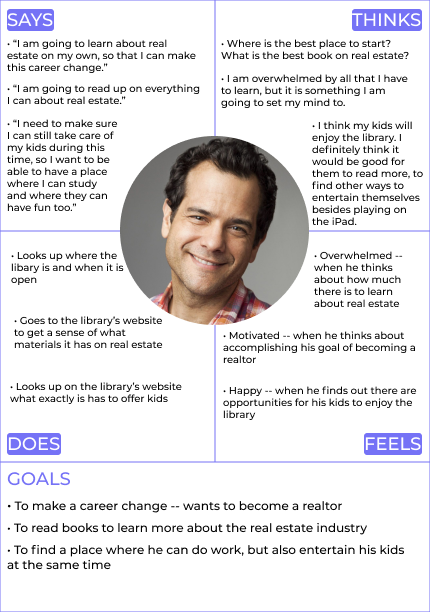 SAYS
• “I am going to learn about real
estate on my own, so that I can make
this career change.”
• “I am going to read up on everything
I can about real estate.”
• “I need to make sure
I can still take care of
my kids during this
time, so I want to be
able to have a place
where I can study
and where they can
have fun too.”
THINKS
• Where is the best place to start?
What is the best book on real estate?
• I am overwhelmed by all that I have
to learn, but it is something I am
going to set my mind to.
• I think my kids will
enjoy the library. I
definitely think it
would be good for
them to read more, to
find other ways to
entertain themselves
besides playing on
the iPad.
• Looks up where the
libary is and when it is
open
• Goes to the library’s website
to get a sense of what
materials it has on real estate
• Looks up on the library’s website
what exactly is has to offer kids
DOES
• Overwhelmed --
when he thinks
about how much
there is to learn
about real estate
• Motivated -- when he thinks about
accomplishing his goal of becoming a
realtor
• Happy -- when he finds out there are
opportunities for his kids to enjoy the
library
FEELS
GOALS
• To make a career change -- wants to become a realtor
• To read books to learn more about the real estate industry
• To find a place where he can do work, but also entertain his kids
at the same time